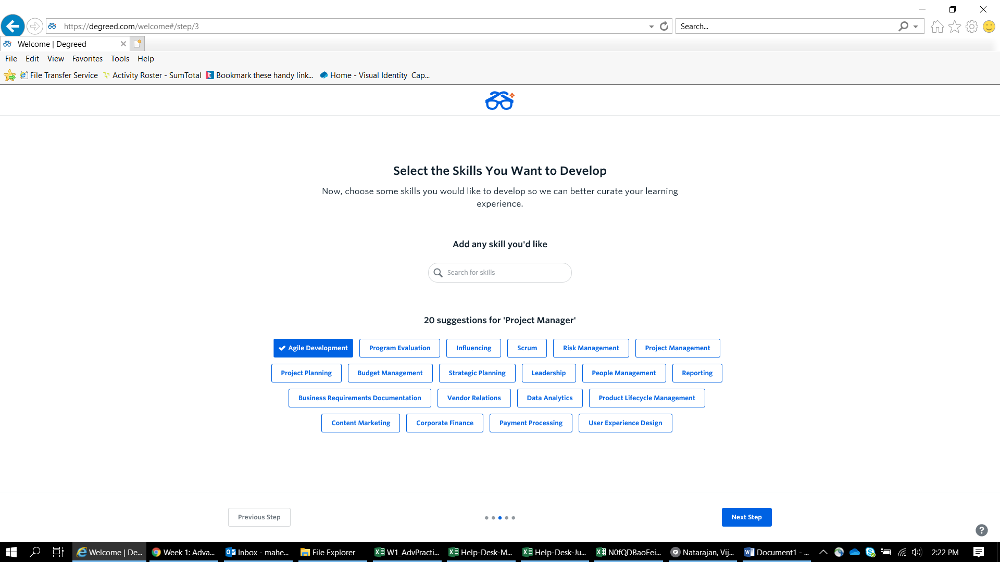 https://degreed.com/welcome#/step/3
Search...
Welcome | Degreed
File Edit View Favorites Tools Help
File Transfer Service Activity Roster - SumTotal Bookmark these handy link... Home - Visual Identity Cap...
Select the Skills You Want to Develop
Now, choose some skills you would like to develop so we can better curate your learning
experience.
Add any skill you'd like
Search for skills
20 suggestions for 'Project Manager'
Agile Development Program Evaluation Influencing Scrum Risk Management Project Management
Project Planning Budget Management Strategic Planning Leadership People Management Reporting
Business Requirements Documentation Vendor Relations Data Analytics Product Lifecycle Management
Content Marketing Corporate Finance Payment Processing User Experience Design
Previous Step Next Step
?
Welcome | De... Week 1: Adva... Inbox - mahe... File Explorer W1_AdvPracti... Help-Desk-M... Help-Desk-Ju... N0fQDBaoEei... Natarajan, Vij... Document1 - ... 2:22 PM